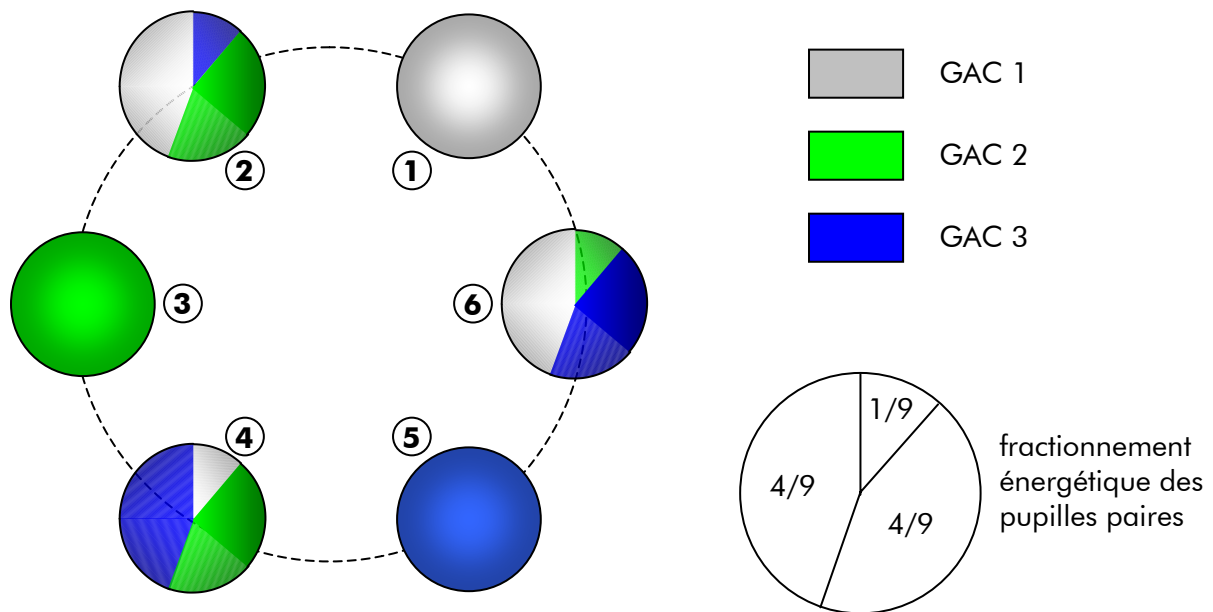 2
1
GAC 1
GAC 2
GAC 3
3
6
4
5
1/9
4/9
4/9
fractionnement
énergétique des
pupilles paires